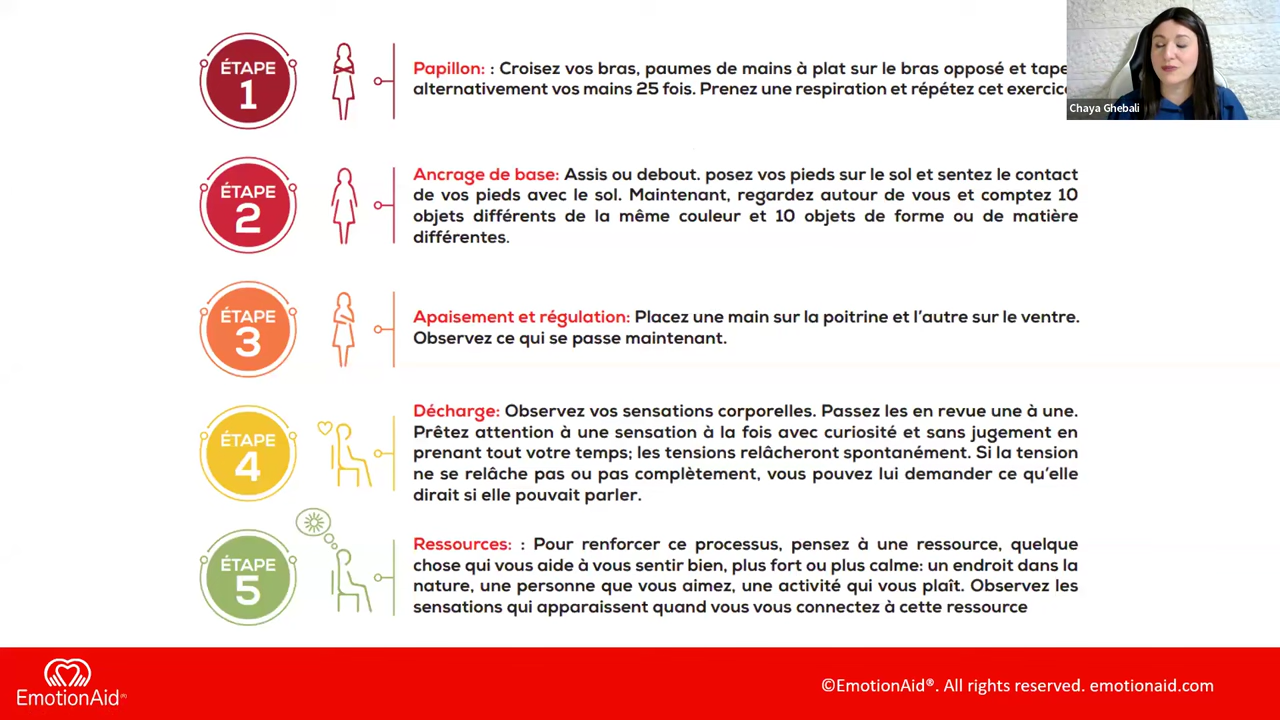 ÉTAPE
1
Papillon: : Croisez vos bras, paumes de mains à plat sur le bras opposé et tape
alternativement vos mains 25 fois. Prenez une respiration et répétez cet exercic
Chaya Ghebali
ÉTAPE
2
Ancrage de base: Assis ou debout. posez vos pieds sur le sol et sentez le contact
de vos pieds avec le sol. Maintenant, regardez autour de vous et comptez 10
objets différents de la même couleur et 10 objets de forme ou de matière
différentes.
ÉTAPE
3
Apaisement et régulation: Placez une main sur la poitrine et l’autre sur le ventre.
Observez ce qui se passe maintenant.
ÉTAPE
4
Décharge: Observez vos sensations corporelles. Passez les en revue une à une.
Prêtez attention à une sensation à la fois avec curiosité et sans jugement en
prenant tout votre temps; les tensions relâcheront spontanément. Si la tension
ne se relâche pas ou pas complètement, vous pouvez lui demander ce qu’elle
dirait si elle pouvait parler.
ÉTAPE
5
Ressources: : Pour renforcer ce processus, pensez à une ressource, quelque
chose qui vous aide à vous sentir bien, plus fort ou plus calme: un endroit dans la
nature, une personne que vous aimez, une activité qui vous plaît. Observez les
sensations qui apparaissent quand vous vous connectez à cette ressource
EmotionAid(R)
©EmotionAid®. All rights reserved. emotionaid.com